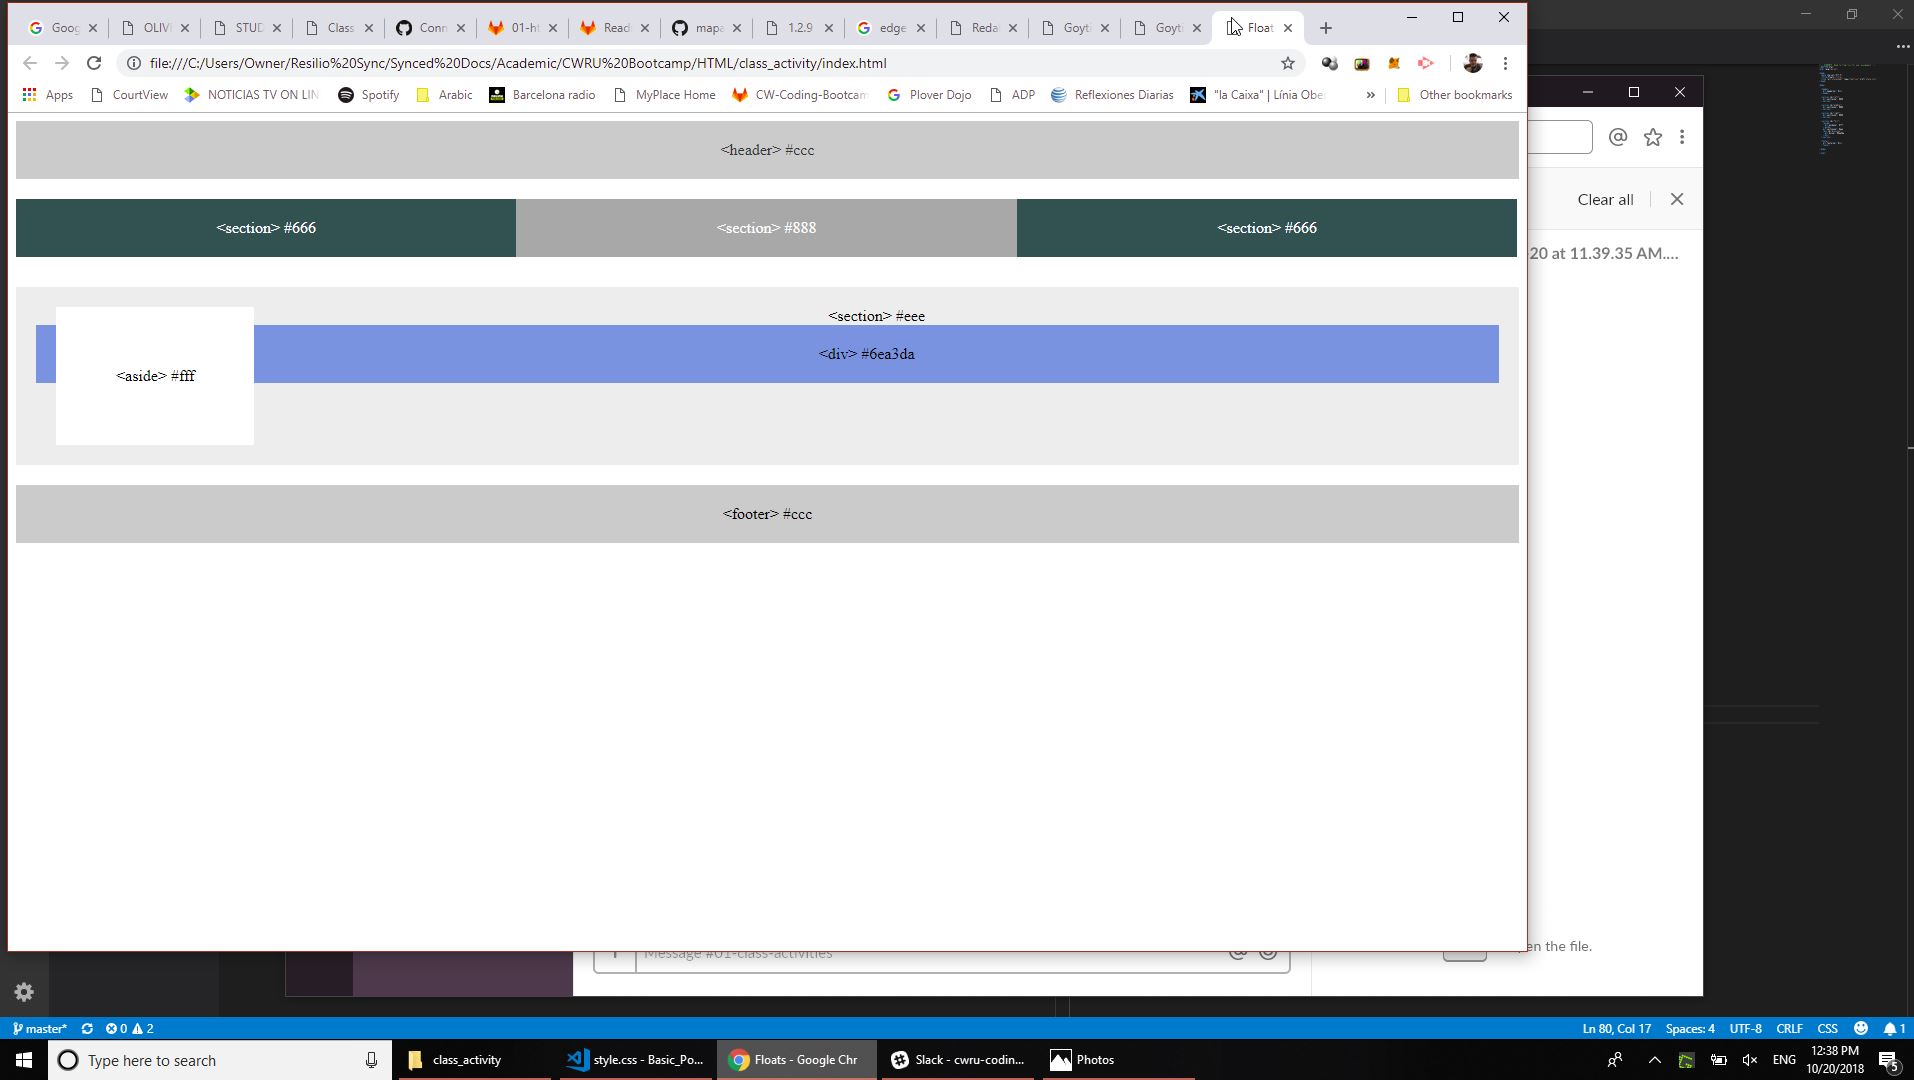 Goog
OLIVI
STUD
Class
Conn
01-ht
Readi
mapa
1.2.9
edge
Reda
Goyti
Goyti
Float
file:///C:/Users/Owner/Resilio%20Sync/Synced%20Docs/Academic/CWRU%20Bootcamp/HTML/class_activity/index.html
Apps
CourtView
NOTICIAS TV ON LIN
Spotify
Arabic
Barcelona radio
MyPlace Home
CW-Coding-Bootcam
Plover Dojo
ADP
Reflexiones Diarias
"la Caixa" | Línia Ober
»
Other bookmarks
<header> #ccc
<section> #666
<section> #888
<section> #666
<section> #eee
<div> #6ea3da
<aside> #fff
<footer> #ccc
Clear all
20 at 11.39.35 AM....
Message #01-class-activities
en the file.
master*
0
2
Ln 80, Col 17
Spaces: 4
UTF-8
CRLF
CSS
1
Type here to search
class_activity
style.css - Basic_Po...
Floats - Google Chr
Slack - cwru-codin...
Photos
ENG
12:38 PM
10/20/2018
5